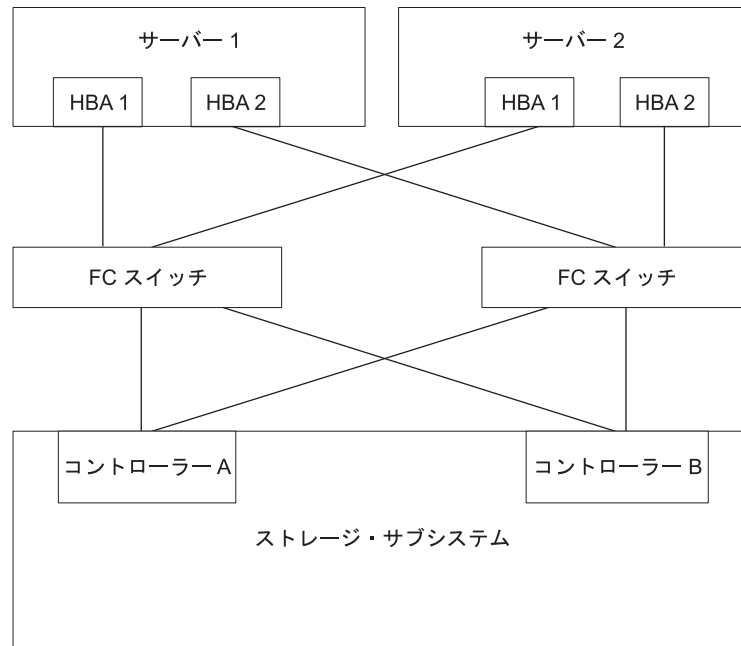 サーバー 1
サーバー 2
HBA 1
HBA 2
HBA 1
HBA 2
FC スイッチ
FC スイッチ
コントローラー A
コントローラー B
ストレージ・サブシステム